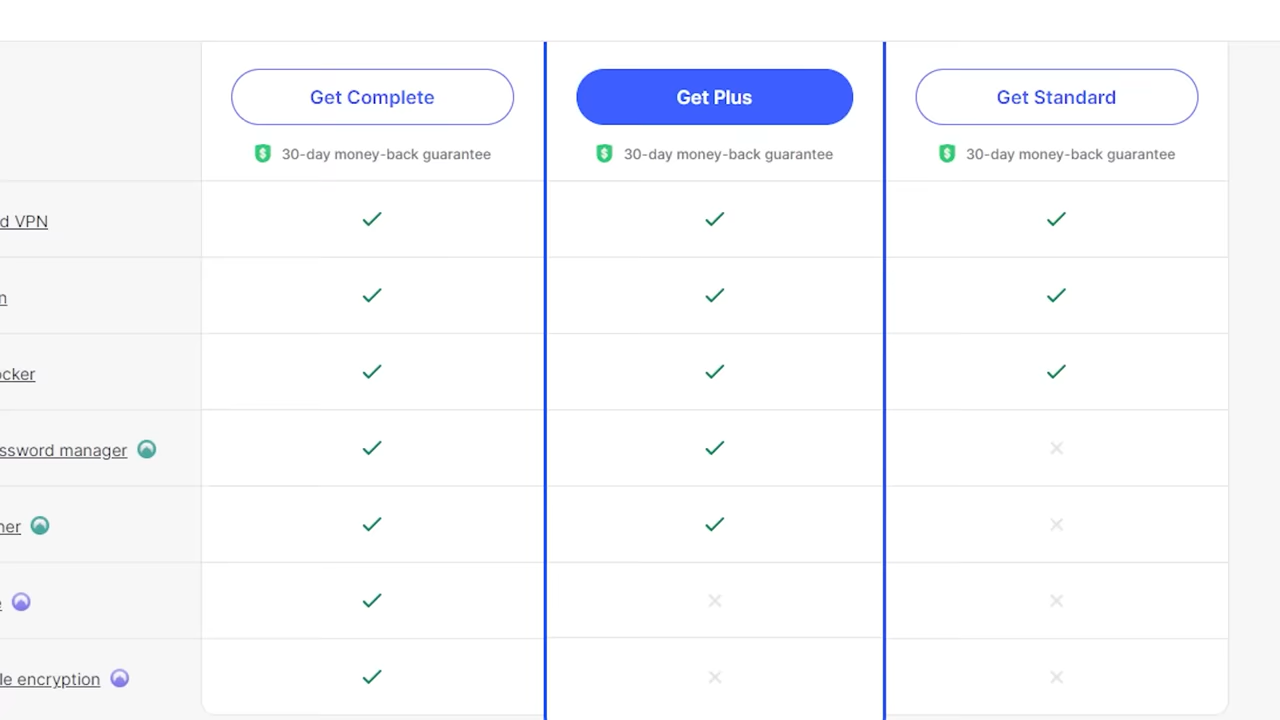 Get Complete
Get Plus
Get Standard
30-day money-back guarantee
30-day money-back guarantee
30-day money-back guarantee
d VPN
n
ocker
ssword manager
ner
e
le encryption